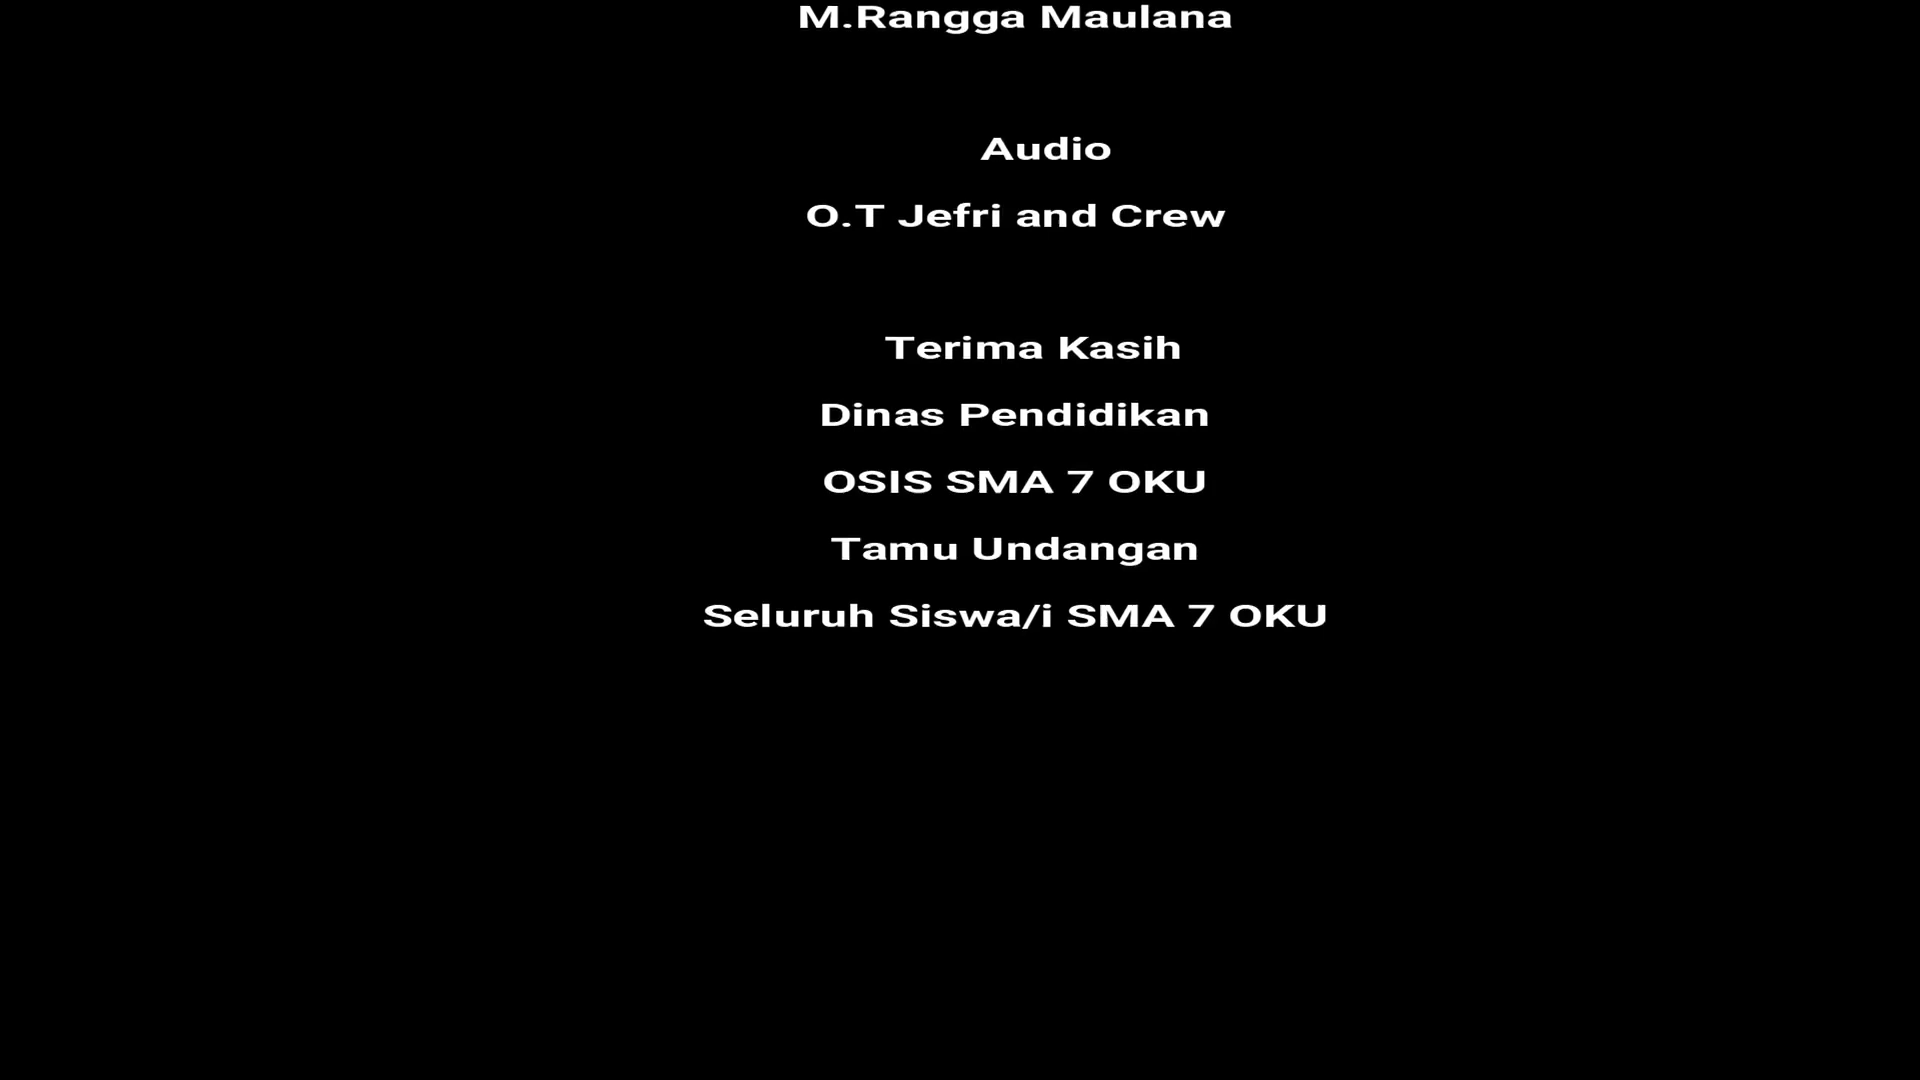 M.Rangga Maulana
Audio
O.T Jefri and Crew
Terima Kasih
Dinas Pendidikan
OSIS SMA 7 OKU
Tamu Undangan
Seluruh Siswa/i SMA 7 OKU